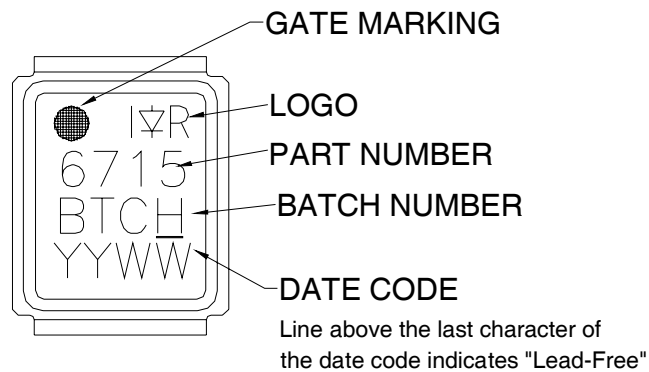 GATE MARKING
I R
LOGO
6715
PART NUMBER
BTCH
BATCH NUMBER
YYWW
DATE CODE
Line above the last character of
the date code indicates "Lead-Free"